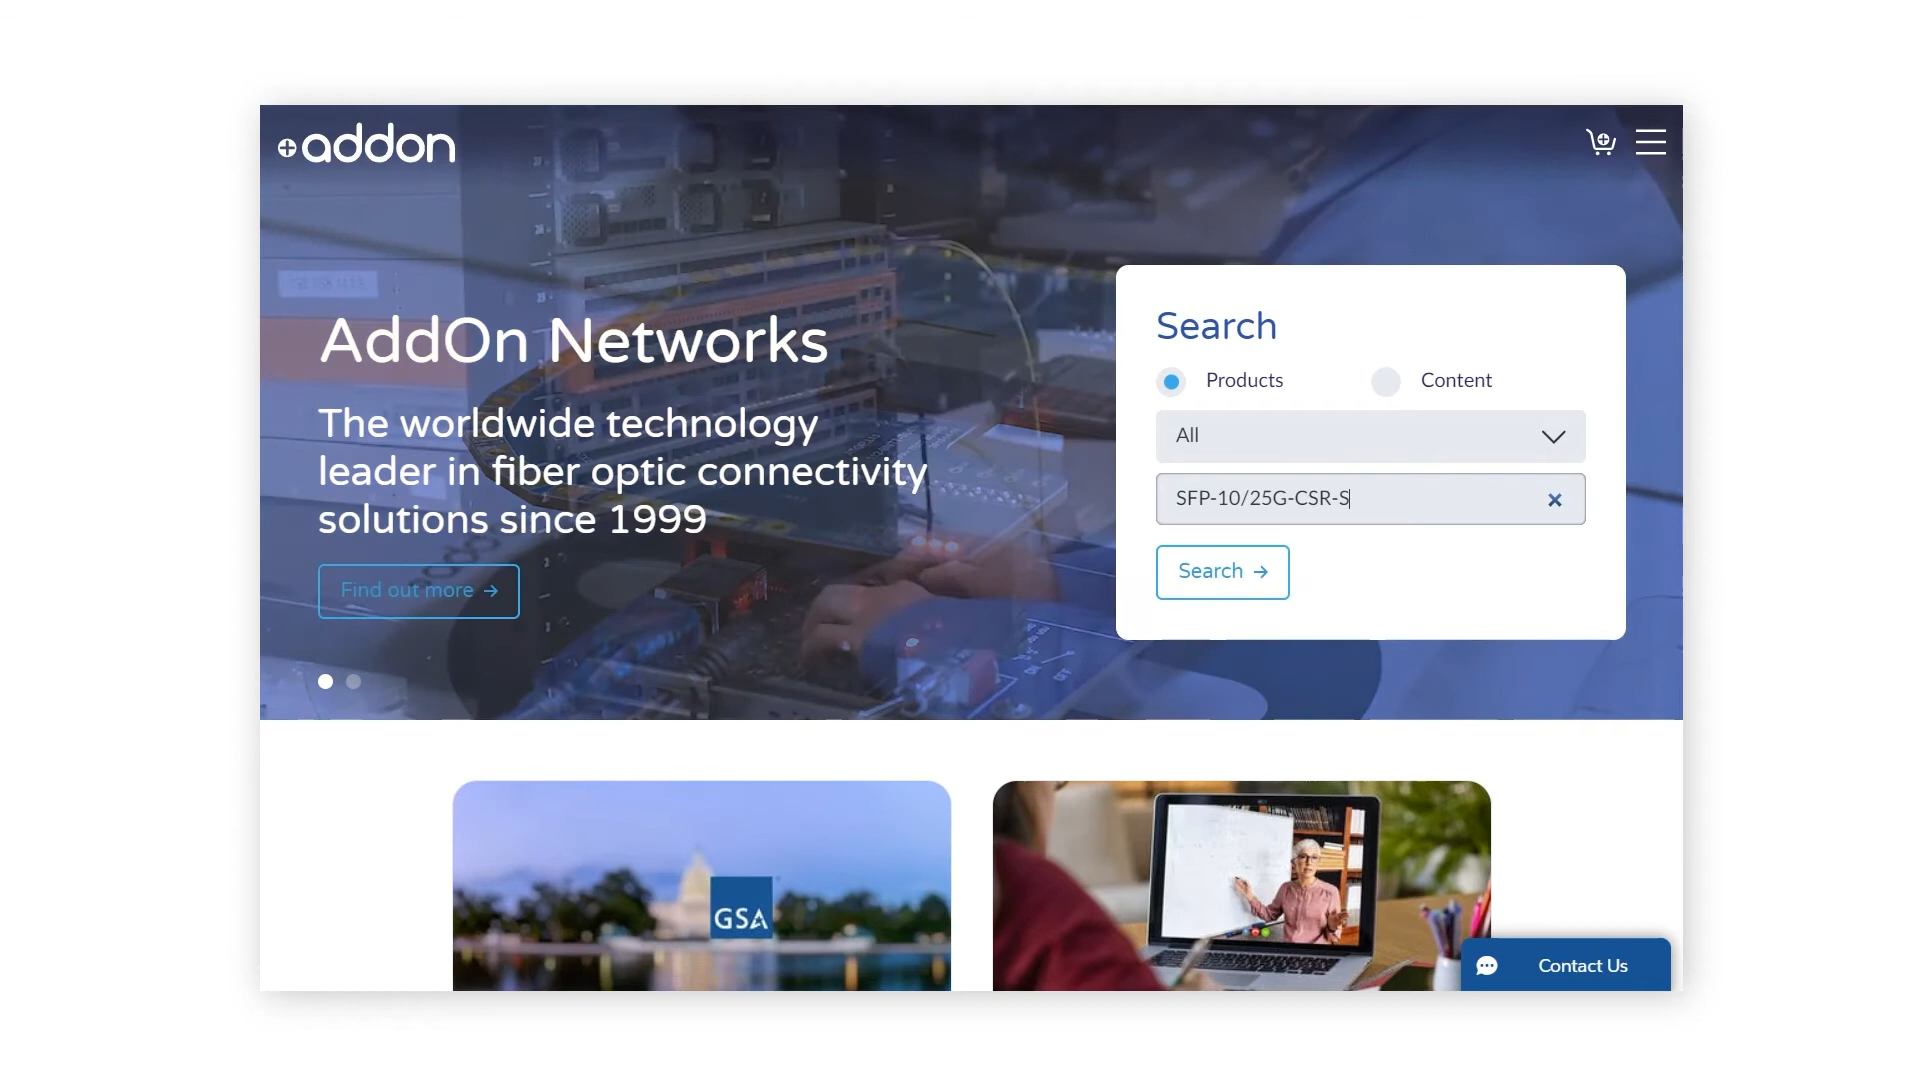 addon
AddOn Networks
The worldwide technology
leader in fiber optic connectivity
solutions since 1999
Find out more →
Search
Products
Content
All
SFP-10/25G-CSR-S
Search →
GSA
Contact Us